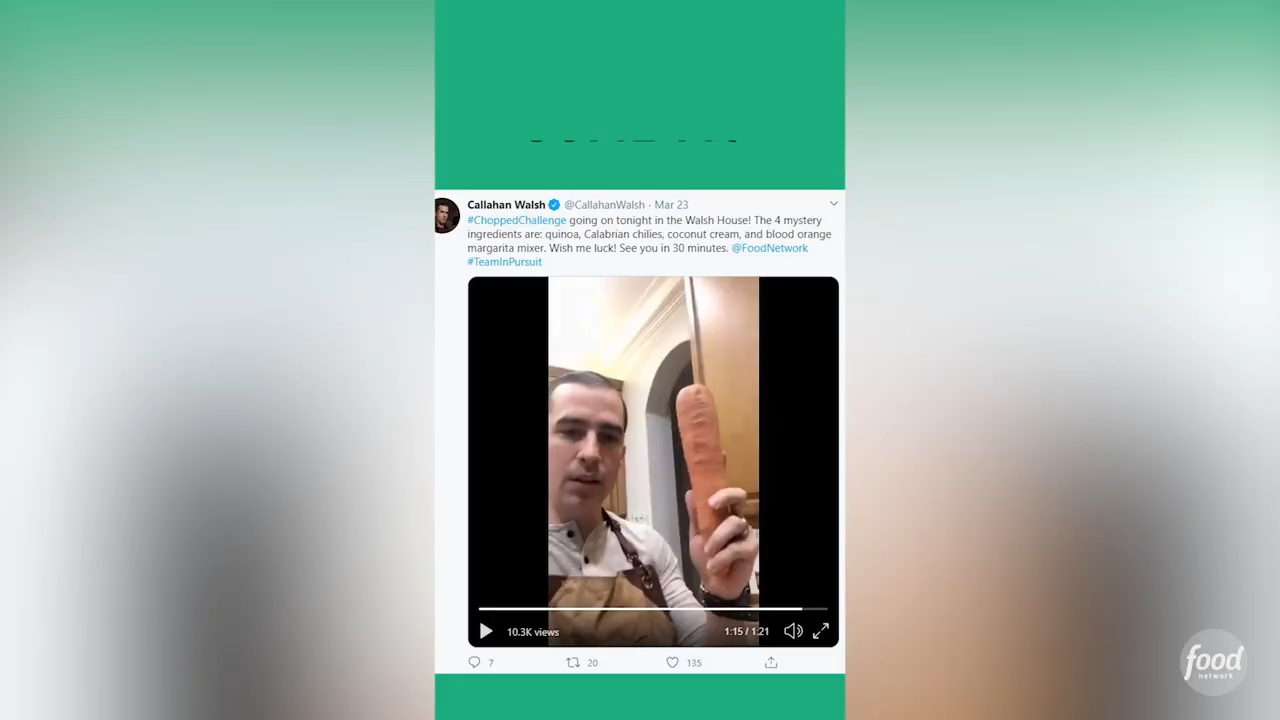 Callahan Walsh @CallahanWalsh · Mar 23
#ChoppedChallenge going on tonight in the Walsh House! The 4 mystery
ingredients are: quinoa, Calabrian chilies, coconut cream, and blood orange
margarita mixer. Wish me luck! See you in 30 minutes. @FoodNetwork
#TeamInPursuit
10.3K views
1:15 / 1:21
7
20
135
food
network